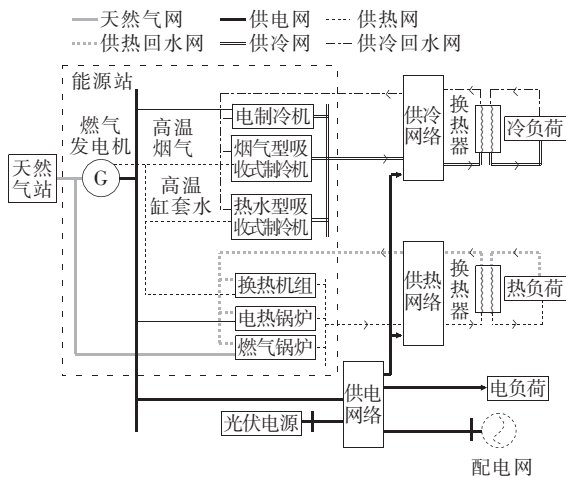 天然气网 供电网 供热网
供热回水网 供冷网 供冷回水网
能源站
燃气
发电机
高温
烟气
高温
缸套水
天然
气站
G
电制冷机
烟气型吸
收式制冷机
热水型吸
收式制冷机
换热机组
电热锅炉
燃气锅炉
供冷
网络
换
热
器
冷负荷
供热
网络
换
热
器
热负荷
供电
网络
电负荷
光伏电源
配电网